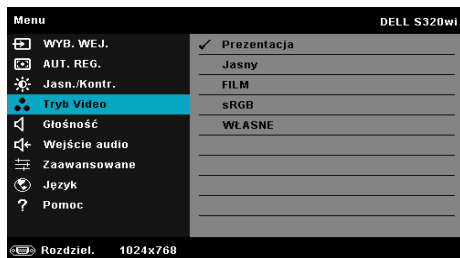 Menu
DELL S320wi
WYB. WEJ.
AUT. REG.
Jasn./Kontr.
Tryb Video
Głośność
Wejście audio
Zaawansowane
Język
Pomoc
Prezentacja
Jasny
FILM
sRGB
WŁASNE
Rozdziel. 1024x768